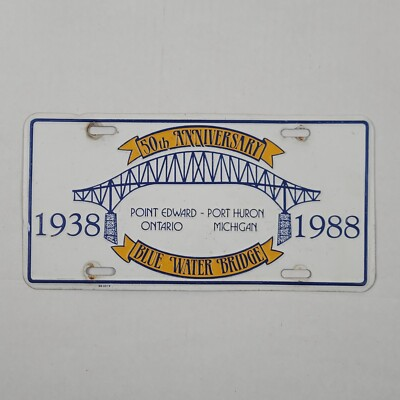 50th ANNIVERSARY
1938
POINT EDWARD - PORT HURON
ONTARIO MICHIGAN
1988
BLUE WATER BRIDGE